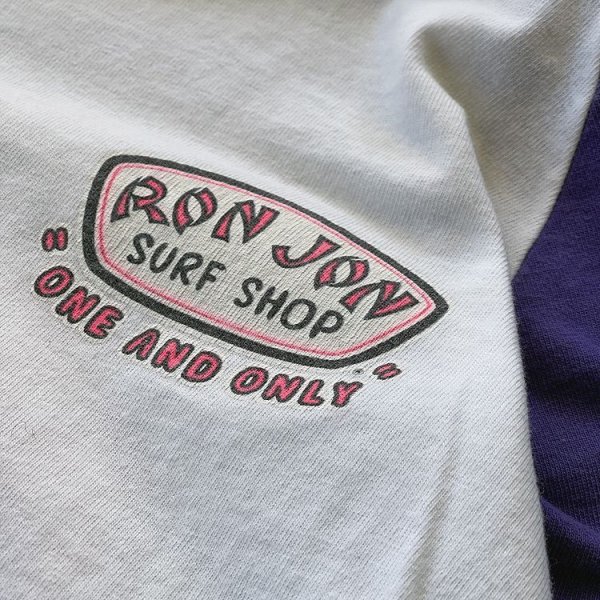 RON JON
SURF SHOP
"ONE AND ONLY"